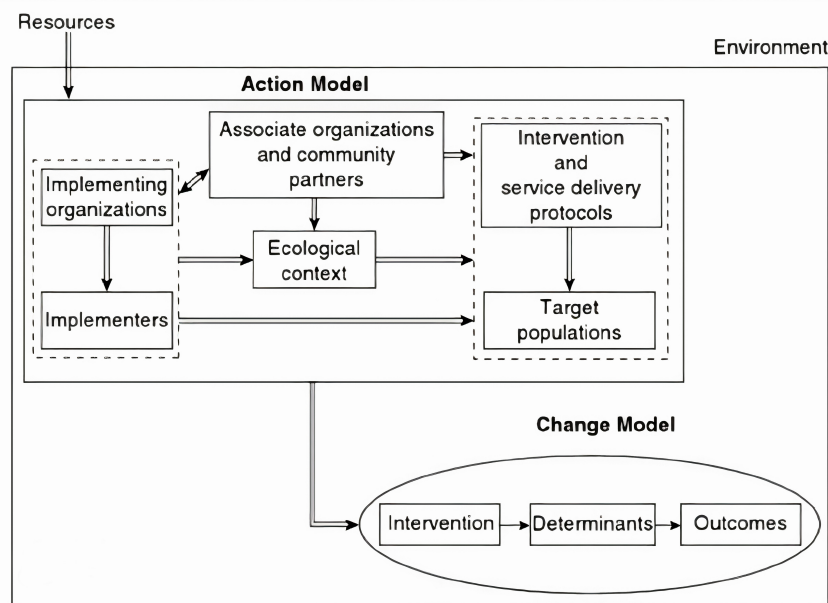 Resources
Environment
Action Model
Associate organizations
and community
partners
Intervention
and
service delivery
protocols
Implementing
organizations
Ecological
context
Implementers
Target
populations
Change Model
Intervention
Determinants
Outcomes